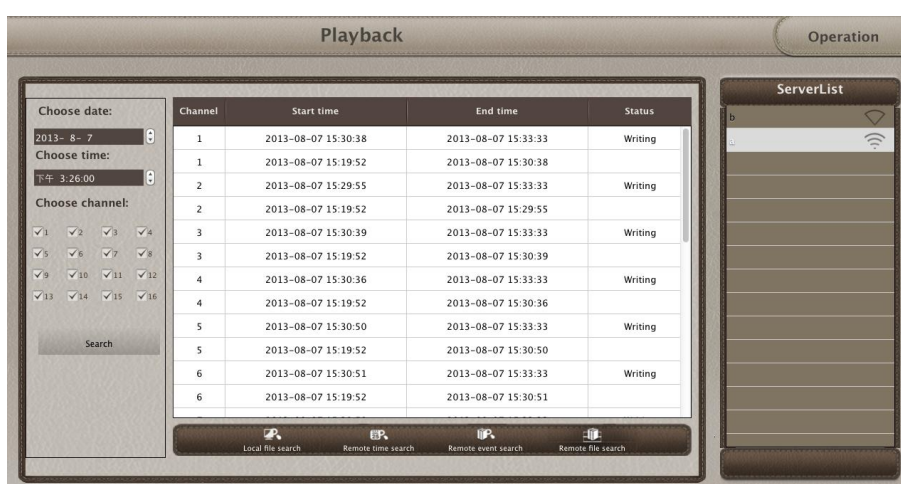 Playback
Operation
Choose date:
2013- 8- 7
Choose time:
下午 3:26:00
Choose channel:
1 2 3 4
5 6 7 8
9 10 11 12
13 14 15 16
Search
Channel Start time End time Status
1 2013-08-07 15:30:38 2013-08-07 15:33:33 Writing
1 2013-08-07 15:19:52 2013-08-07 15:30:38
2 2013-08-07 15:29:55 2013-08-07 15:33:33 Writing
2 2013-08-07 15:19:52 2013-08-07 15:29:55
3 2013-08-07 15:30:39 2013-08-07 15:33:33 Writing
3 2013-08-07 15:19:52 2013-08-07 15:30:39
4 2013-08-07 15:30:36 2013-08-07 15:33:33 Writing
4 2013-08-07 15:19:52 2013-08-07 15:30:36
5 2013-08-07 15:30:50 2013-08-07 15:33:33 Writing
5 2013-08-07 15:19:52 2013-08-07 15:30:50
6 2013-08-07 15:30:51 2013-08-07 15:33:33 Writing
6 2013-08-07 15:19:52 2013-08-07 15:30:51
Local file search Remote time search Remote event search Remote file search
ServerList
b